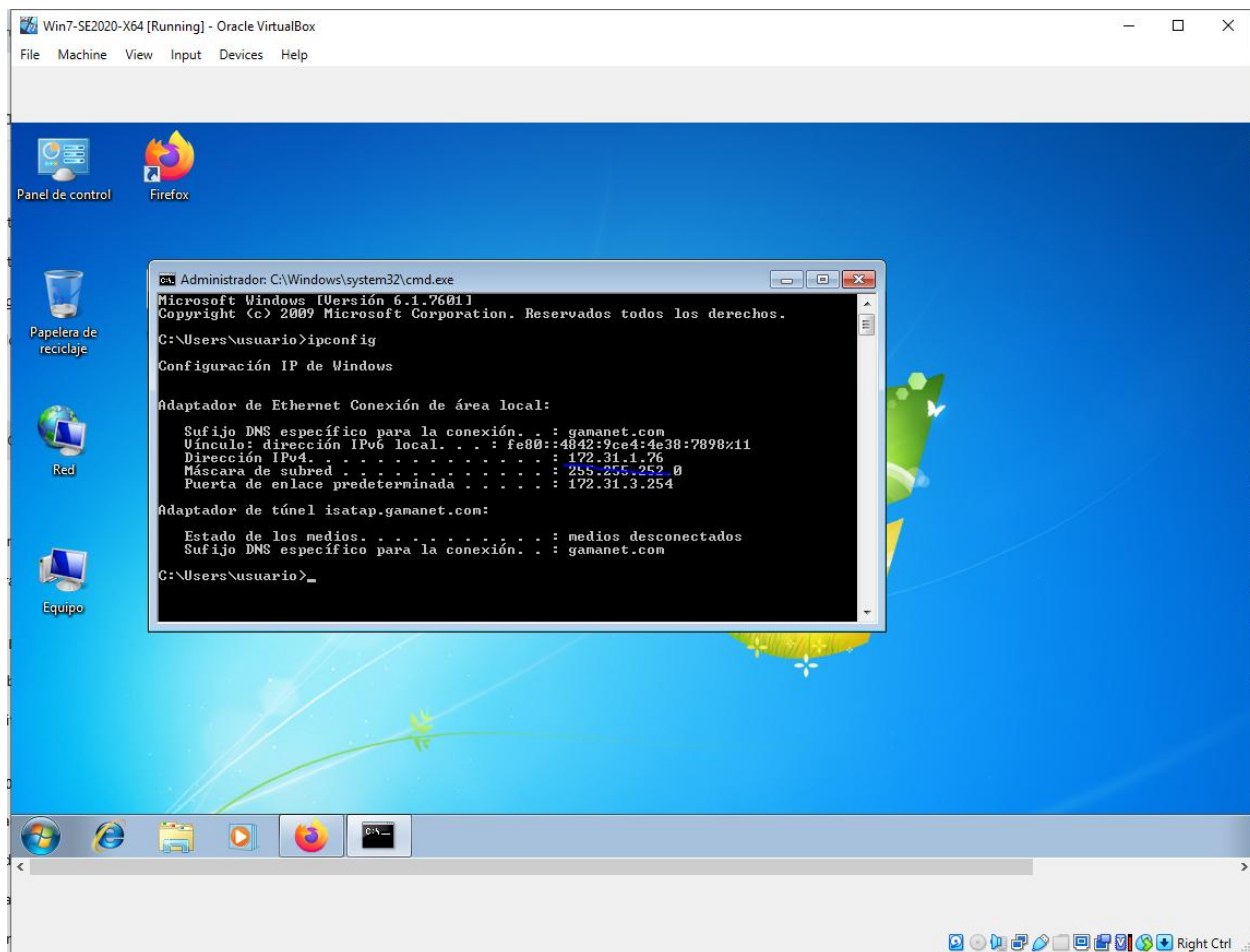 Win7-SE2020-X64 [Running] - Oracle VirtualBox
File Machine View Input Devices Help
Panel de control
Firefox
Papelera de
reciclaje
Red
Equipo
Administrador: C:\Windows\system32\cmd.exe
Microsoft Windows [Versión 6.1.7601]
Copyright (c) 2009 Microsoft Corporation. Reservados todos los derechos.
C:\Users\usuario>ipconfig
Configuración IP de Windows
Adaptador de Ethernet Conexión de área local:
Sufijo DNS específico para la conexión. . : gamanet.com
Vínculo: dirección IPv6 local. . . : fe80::4842:9ce4:4e38:7898%11
Dirección IPv4. . . . . . . . . . . . . . : 172.31.1.76
Máscara de subred . . . . . . . . . . . . : 255.255.252.0
Puerta de enlace predeterminada . . . . . : 172.31.3.254
Adaptador de túnel isatap.gamanet.com:
Estado de los medios. . . . . . . . . . . : medios desconectados
Sufijo DNS específico para la conexión. . : gamanet.com
C:\Users\usuario>_
Right Ctrl